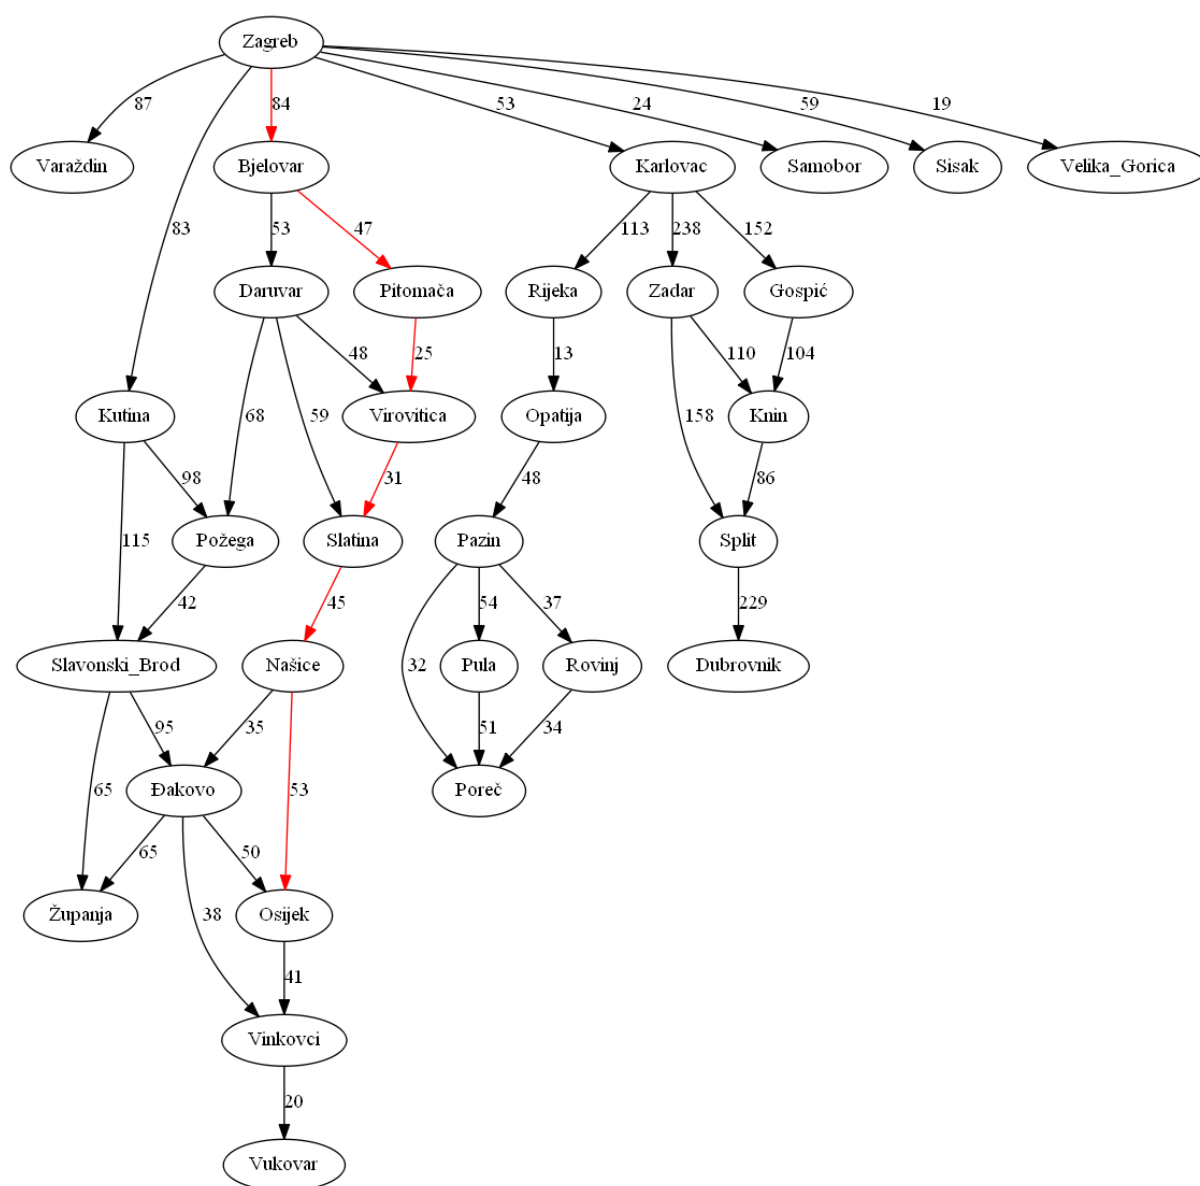 Zagreb
87
84
53
24
59
19
Varaždin
Bjelovar
Karlovac
Samobor
Sisak
Velika_Gorica
83
53
47
113
238
152
Daruvar
Pitomača
Rijeka
Zadar
Gospić
48
25
13
110
104
Kutina
68
59
Virovitica
Opatija
158
Knin
98
31
48
86
115
Požega
Slatina
Pazin
Split
42
45
54
37
229
Slavonski_Brod
Našice
32
Pula
Rovinj
Dubrovnik
95
35
51
34
65
Đakovo
53
Poreč
65
50
Županja
38
Osijek
41
Vinkovci
20
Vukovar